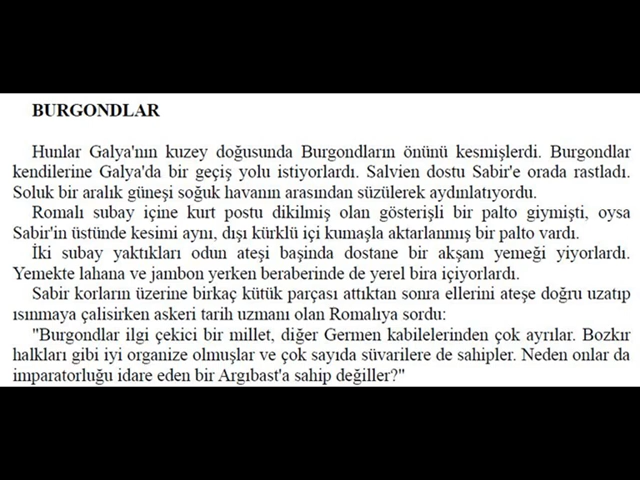 BURGONDLAR
Hunlar Galya'nın kuzey doğusunda Burgondların önünü kesmişlerdi. Burgondlar
kendilerine Galya'da bir geçiş yolu istiyorlardı. Salvien dostu Sabir'e orada rastladı.
Soluk bir aralık güneşi soğuk havanın arasından süzülerek aydınlatıyordu.
Romalı subay içine kurt postu dikilmiş olan gösterişli bir palto giymişti, oysa
Sabir'in üstünde kesimi aynı, dışı kürklü içi kumaşla aktarlanmış bir palto vardı.
İki subay yaktıkları odun ateşi başında dostane bir akşam yemeği yiyorlardı.
Yemekte lahana ve jambon yerken beraberinde de yerel bira içiyorlardı.
Sabir korların üzerine birkaç kütük parçası attıktan sonra ellerini ateşe doğru uzatıp
ısınmaya çalisirken askeri tarih uzmanı olan Romalıya sordu:
"Burgondlar ilgi çekici bir millet, diğer Germen kabilelerinden çok ayrılar. Bozkır
halkları gibi iyi organize olmuşlar ve çok sayıda süvarilere de sahipler. Neden onlar da
imparatorluğu idare eden bir Argıbast'a sahip değiller?"